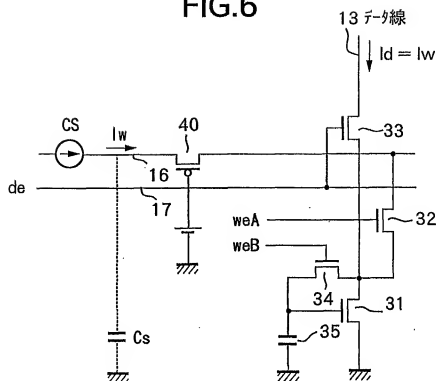 FIG.6
13 データ線
Id = Iw
CS
Iw
40
16
33
de
17
weA
32
weB
34
31
35
Cs